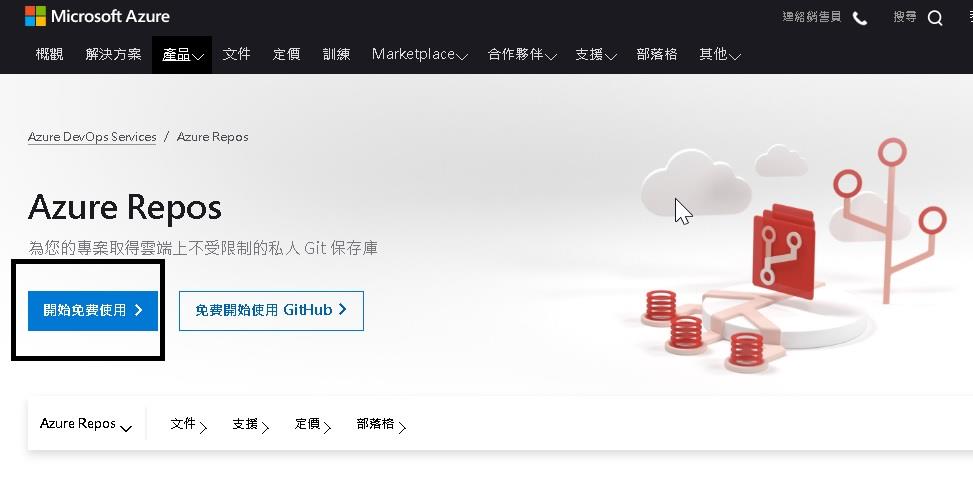 Microsoft Azure
連絡銷售員
搜尋
概觀 解決方案 產品 文件 定價 訓練 Marketplace 合作夥伴 支援 部落格 其他
Azure DevOps Services / Azure Repos
Azure Repos
為您的專案取得雲端上不受限制的私人 Git 保存庫
開始免費使用
免費開始使用 GitHub
Azure Repos 文件 支援 定價 部落格